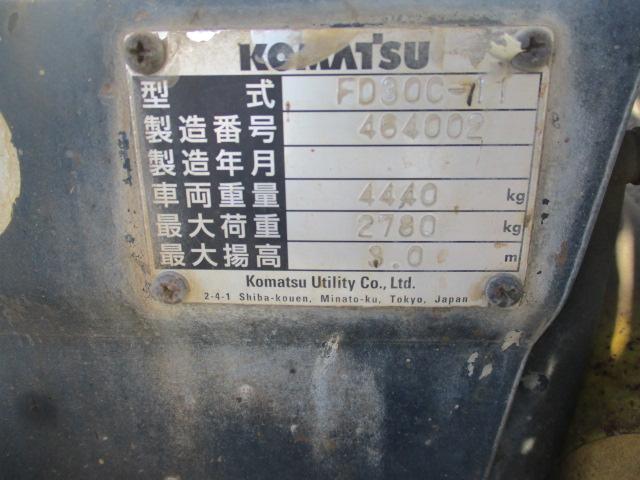 KOMATSU
型式 FD30C-11
製造番号 464002
製造年月
車両重量 4440 kg
最大荷重 2780 kg
最大揚高 3.0 m
Komatsu Utility Co., Ltd.
2-4-1 Shiba-kouen, Minato-ku, Tokyo, Japan